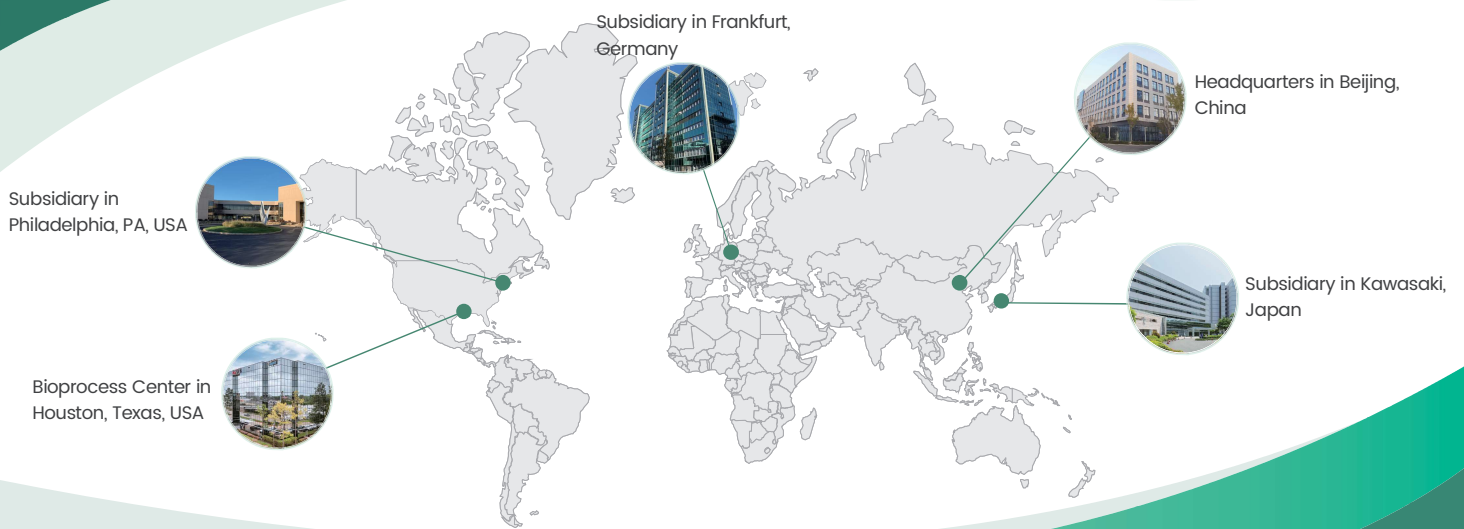 Subsidiary in Frankfurt,
Germany
Headquarters in Beijing,
China
Subsidiary in
Philadelphia, PA, USA
Subsidiary in Kawasaki,
Japan
Bioprocess Center in
Houston, Texas, USA